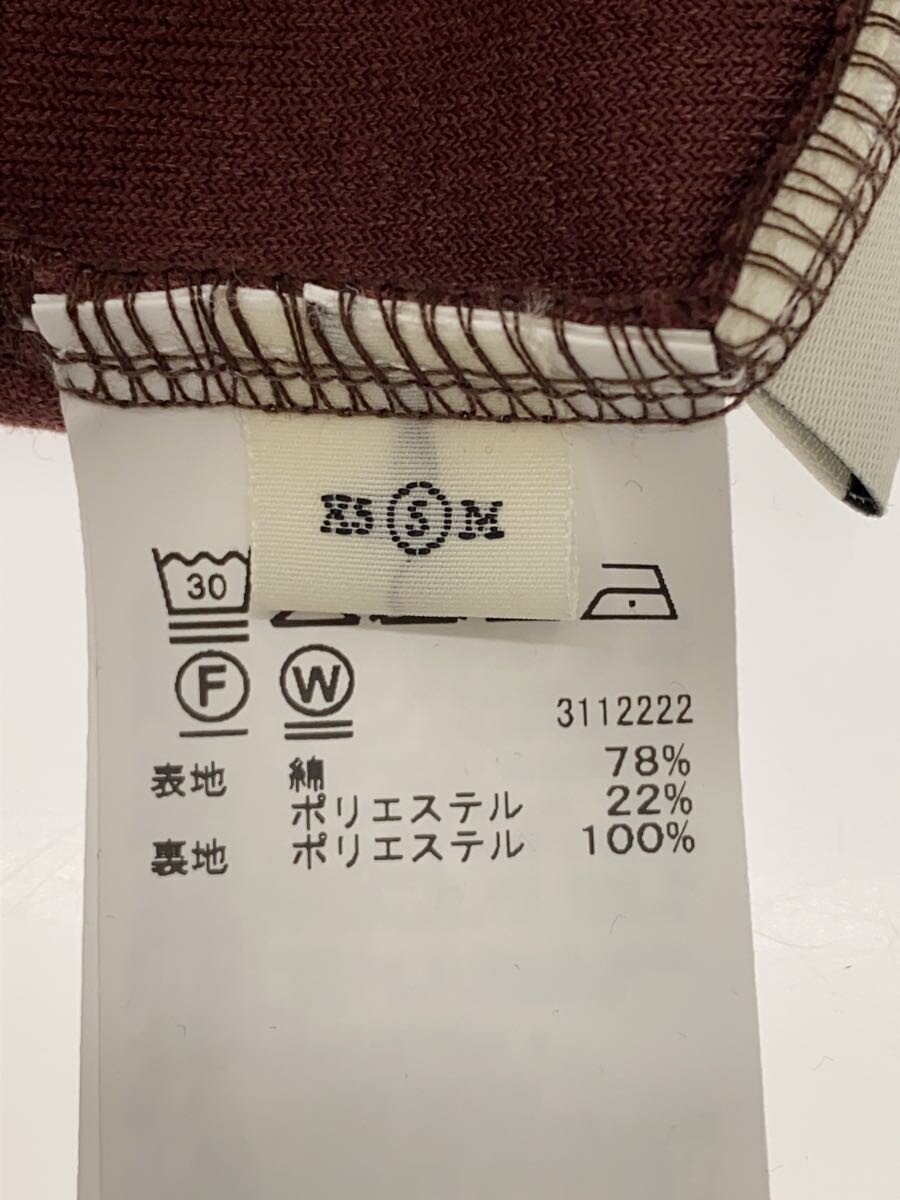 XS S M
30
F W
3112222
表地 綿 78%
ポリエステル 22%
裏地 ポリエステル 100%